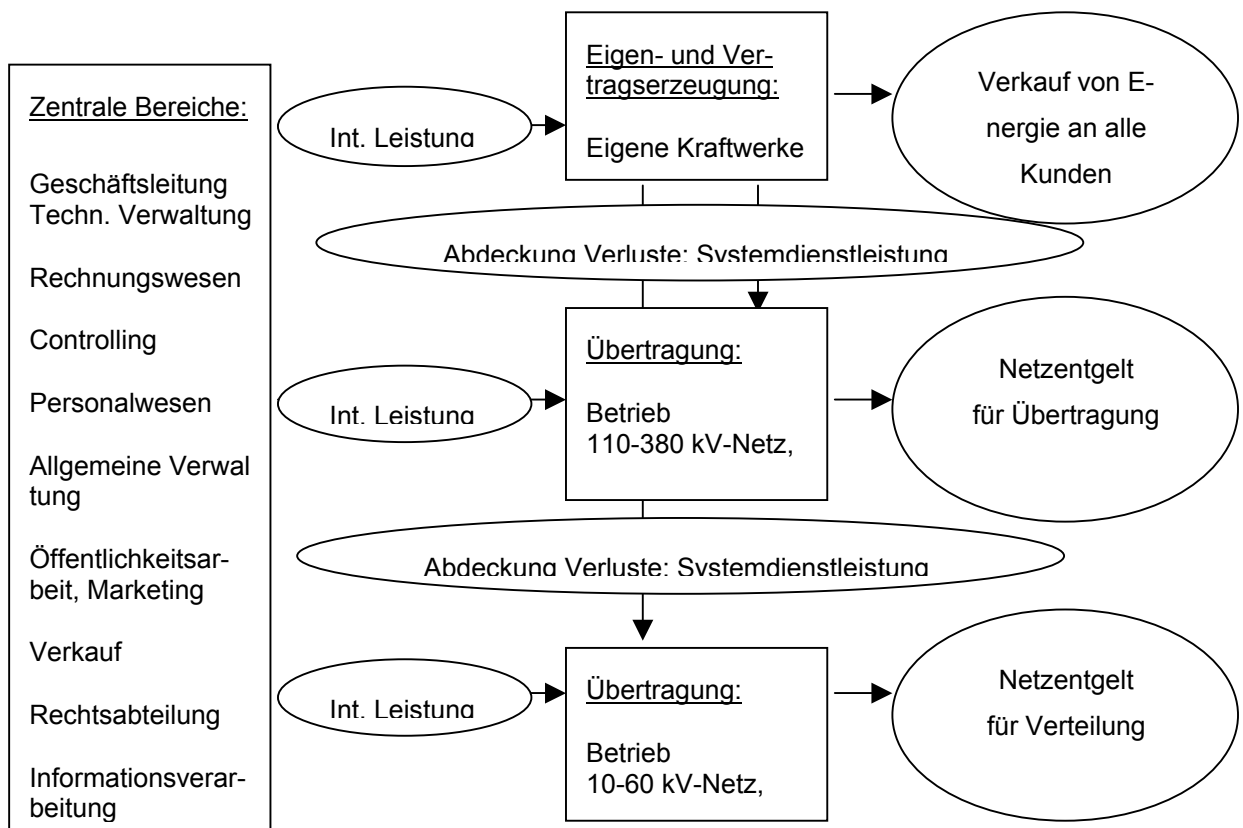 Zentrale Bereiche:
Geschäftsleitung
Techn. Verwaltung
Rechnungswesen
Controlling
Personalwesen
Allgemeine Verwal
tung
Öffentlichkeitsar-
beit, Marketing
Verkauf
Rechtsabteilung
Informationsverar-
beitung
Int. Leistung
Eigen- und Ver-
tragserzeugung:
Eigene Kraftwerke
Verkauf von E-
nergie an alle
Kunden
Abdeckung Verluste; Systemdienstleistung
Int. Leistung
Übertragung:
Betrieb
110-380 kV-Netz,
Netzentgelt
für Übertragung
Abdeckung Verluste; Systemdienstleistung
Int. Leistung
Übertragung:
Betrieb
10-60 kV-Netz,
Netzentgelt
für Verteilung